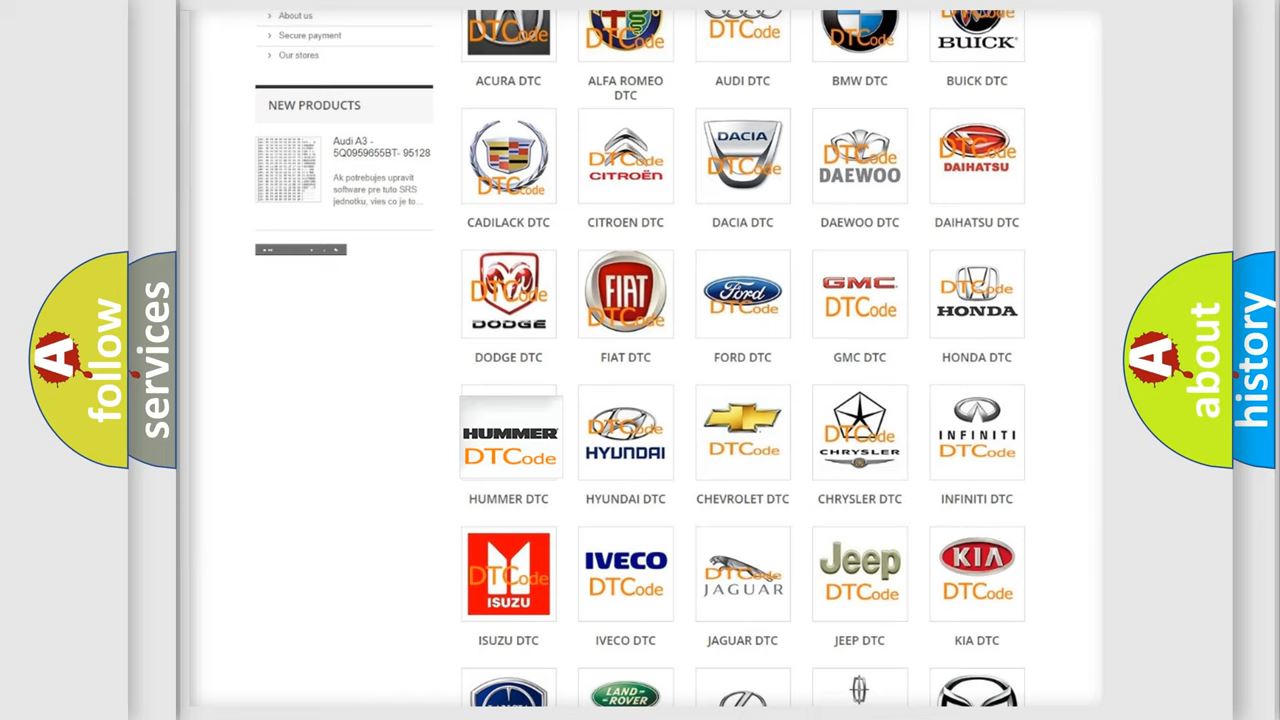 About us
Secure payment
Our stores
NEW PRODUCTS
Audi A3 -
5Q0959655BT- 95128
Ak potrebujes upravit
software pre tuto SRS
jednotku, vies co je to...
A follow
services
DTCode
DTCode
DTCode
DTCode
BUICK
ACURA DTC
ALFA ROMEO
DTC
AUDI DTC
BMW DTC
BUICK DTC
DTCode
DTCode
CITROËN
DACIA
DTCode
DTCode
DAEWOO
DTCode
DAIHATSU
CADILACK DTC
CITROEN DTC
DACIA DTC
DAEWOO DTC
DAIHATSU DTC
DTCode
DODGE
FIAT
DTCode
Ford
DTCode
GMC
DTCode
DTCode
HONDA
DODGE DTC
FIAT DTC
FORD DTC
GMC DTC
HONDA DTC
HUMMER
DTCode
DTCode
HYUNDAI
DTCode
DTCode
CHRYSLER
INFINITI
DTCode
HUMMER DTC
HYUNDAI DTC
CHEVROLET DTC
CHRYSLER DTC
INFINITI DTC
DTCode
ISUZU
IVECO
DTCode
DTCode
JAGUAR
Jeep
DTCode
KIA
DTCode
ISUZU DTC
IVECO DTC
JAGUAR DTC
JEEP DTC
KIA DTC
LAND-
ROVER
A about
history